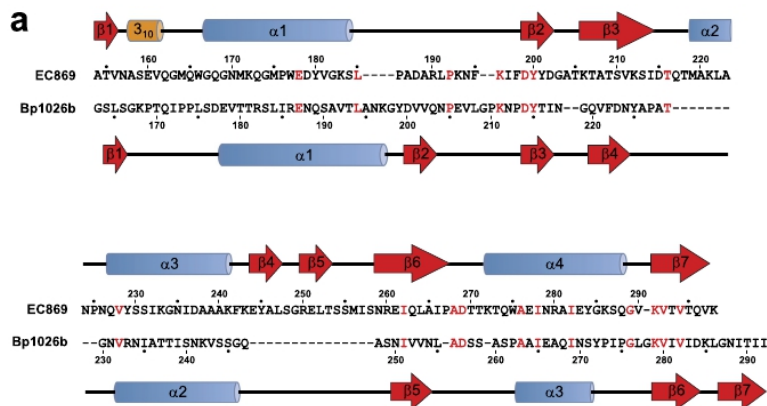 a
β1 3₁₀ α1 β2 β3 α2
160 170 180 190 200 210 220
EC869 ATVNASEVQGMQWGQGNMKQGMPWEDYVGKSL----PADARLPKNF--KIFDYYDGATKTATSVKSIDTQTMAKLA
Bp1026b GSLSGKPTQIPPLSDEVTTRSLIRENQSAVTLANKGYDVVQNPEVLGPKNPDYTIN---GQVFDNYAPAT------
170 180 190 200 210 220
β1 α1 β2 β3 β4
α3 β4 β5 β6 α4 β7
230 240 250 260 270 280 290
EC869 NPNQVYSSIKGNIDAAAKFKEYALSGRELTSSMISNREIQLAIPADTTKTQWAEINRAIEYGKSQGV-KVTVTQVK
Bp1026b -GNVRNIATTISNKVSSGQ---------------ASNIVVNL-ADSS-ASPAAIEAQINSYPIPGLGKVIVIDKLGNITII
230 240 250 260 270 280 290
α2 β5 α3 β6 β7